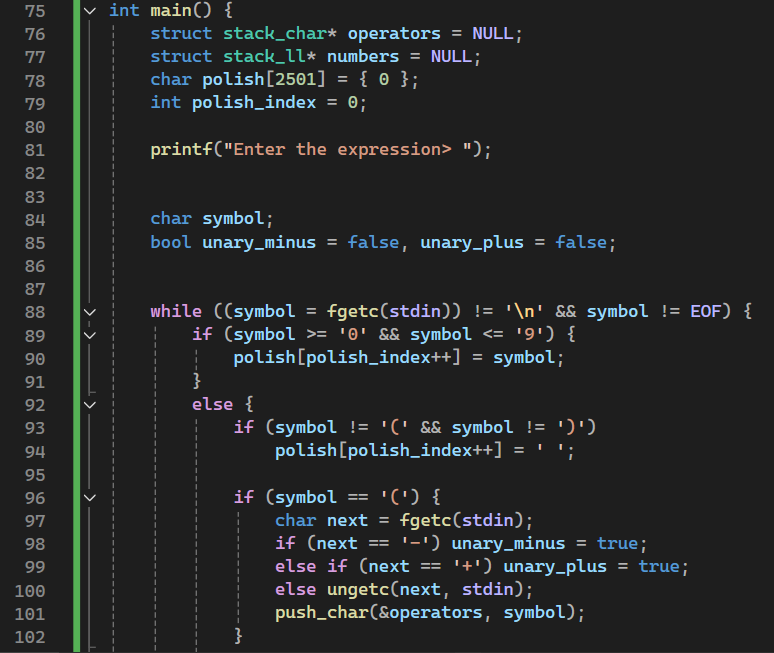 75 int main() {
76 struct stack_char* operators = NULL;
77 struct stack_ll* numbers = NULL;
78 char polish[2501] = { 0 };
79 int polish_index = 0;
80
81 printf("Enter the expression> ");
82
83
84 char symbol;
85 bool unary_minus = false, unary_plus = false;
86
87
88 while ((symbol = fgetc(stdin)) != '\n' && symbol != EOF) {
89 if (symbol >= '0' && symbol <= '9') {
90 polish[polish_index++] = symbol;
91 }
92 else {
93 if (symbol != '(' && symbol != ')')
94 polish[polish_index++] = ' ';
95
96 if (symbol == '(') {
97 char next = fgetc(stdin);
98 if (next == '-') unary_minus = true;
99 else if (next == '+') unary_plus = true;
100 else ungetc(next, stdin);
101 push_char(&operators, symbol);
102 }